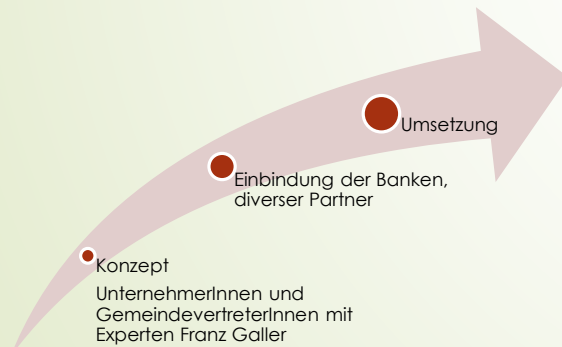 Umsetzung
Einbindung der Banken,
diverser Partner
Konzept
UnternehmerInnen und
GemeindevertreterInnen mit
Experten Franz Galler